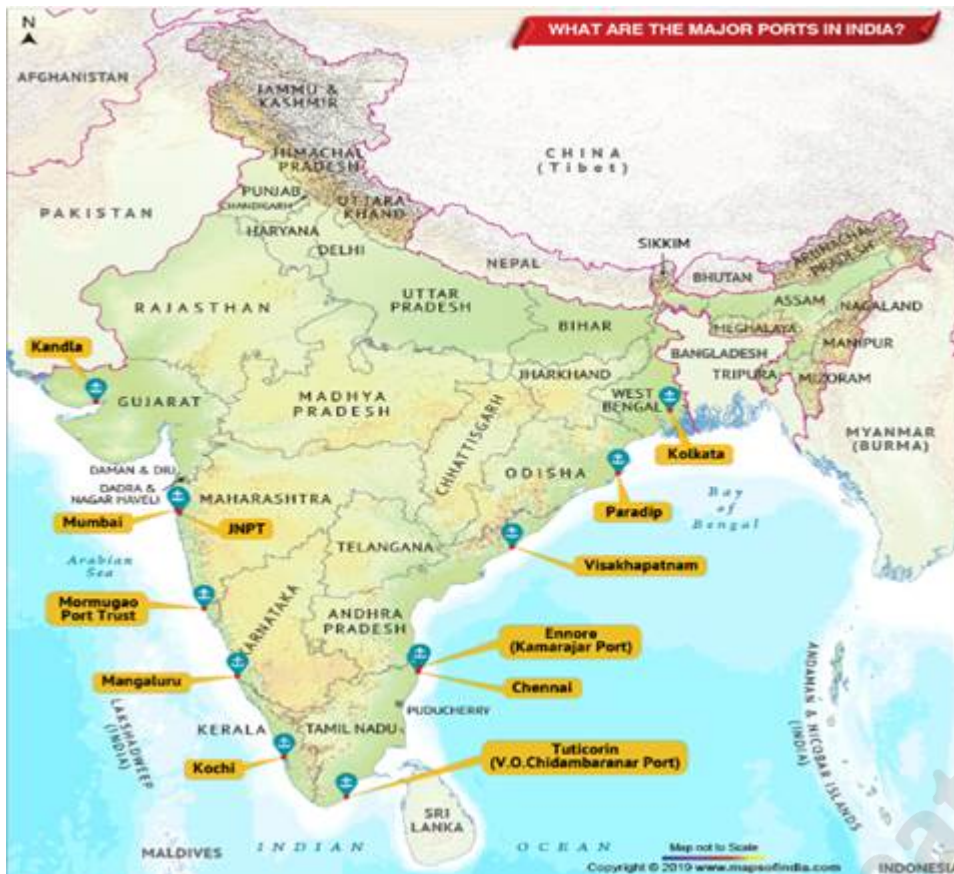 N
WHAT ARE THE MAJOR PORTS IN INDIA?
AFGHANISTAN
JAMMU &
KASHMIR
CHINA
(Tibet)
HIMACHAL
PRADESH
PUNJAB
CHANDIGARH
UTTARA
KHAND
PAKISTAN
HARYANA
DELHI
SIKKIM
NEPAL
BHUTAN
ARUNACHAL
PRADESH
RAJASTHAN
UTTAR
PRADESH
ASSAM
NAGALAND
BIHAR
MEGHALAYA
MANIPUR
Kandla
BANGLADESH
JHARKHAND
TRIPURA
MIZORAM
GUJARAT
MADHYA
PRADESH
WEST
BENGAL
CHHATTISGARH
MYANMAR
(BURMA)
Kolkata
DAMAN & DIU
ODISHA
DADRA &
NAGAR HAVELI
MAHARASHTRA
Paradip
Bay
of
Bengal
Mumbai
JNPT
TELANGANA
Visakhapatnam
Arabian
Sea
Mormugao
Port Trust
KARNATAKA
ANDHRA
PRADESH
Ennore
(Kamarajar Port)
Mangaluru
Chennai
PUDUCHERRY
LAKSHADWEEP
(INDIA)
KERALA
TAMIL NADU
ANDAMAN & NICOBAR ISLANDS
(INDIA)
Kochi
Tuticorin
(V.O.Chidambaranar Port)
SRI
LANKA
MALDIVES
INDIAN
OCEAN
Map not to Scale
Copyright © 2019 www.mapsofindia.com
INDONESIA